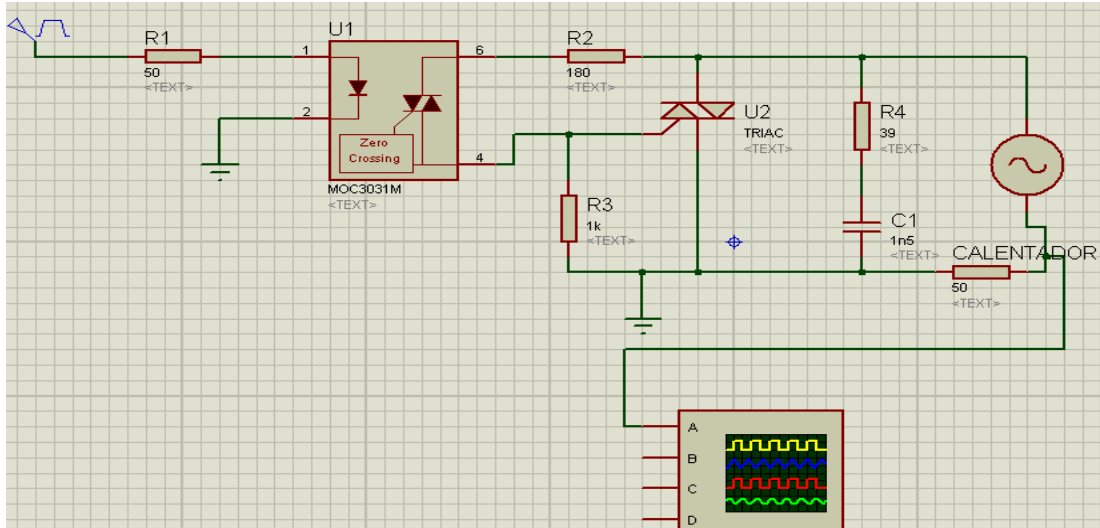 R1
50
<TEXT>
U1
1
2
6
4
Zero
Crossing
MOC3031M
<TEXT>
R2
180
<TEXT>
U2
TRIAC
<TEXT>
R3
1k
<TEXT>
R4
39
<TEXT>
C1
1n5
<TEXT>
CALENTADOR
50
<TEXT>
A
B
C
D